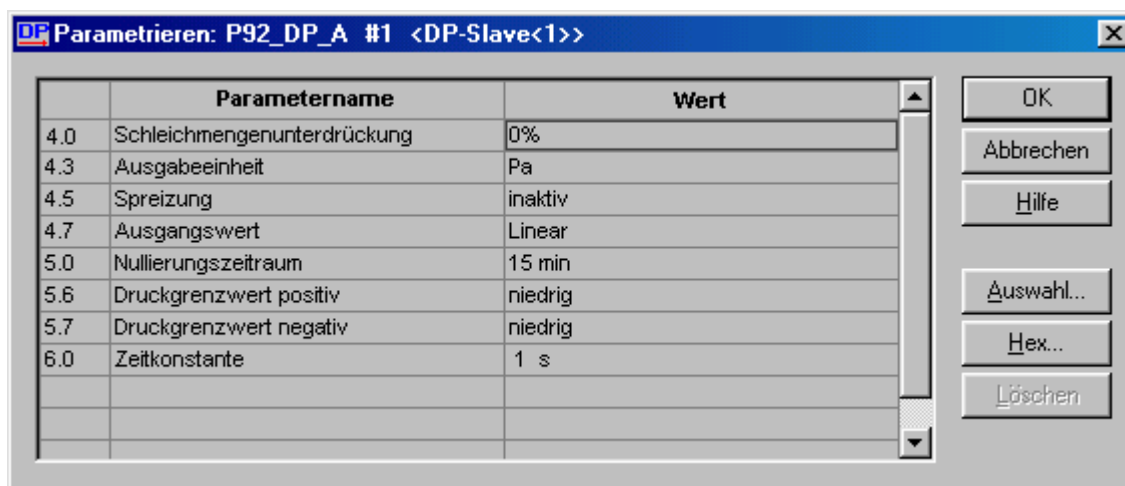 DP Parametrieren: P92_DP_A #1 <DP-Slave<1>>
Parametername Wert
4.0 Schleichmengenunterdrückung 0%
4.3 Ausgabeeinheit Pa
4.5 Spreizung inaktiv
4.7 Ausgangswert Linear
5.0 Nullierungszeitraum 15 min
5.6 Druckgrenzwert positiv niedrig
5.7 Druckgrenzwert negativ niedrig
6.0 Zeitkonstante 1 s
OK
Abbrechen
Hilfe
Auswahl...
Hex...
Löschen